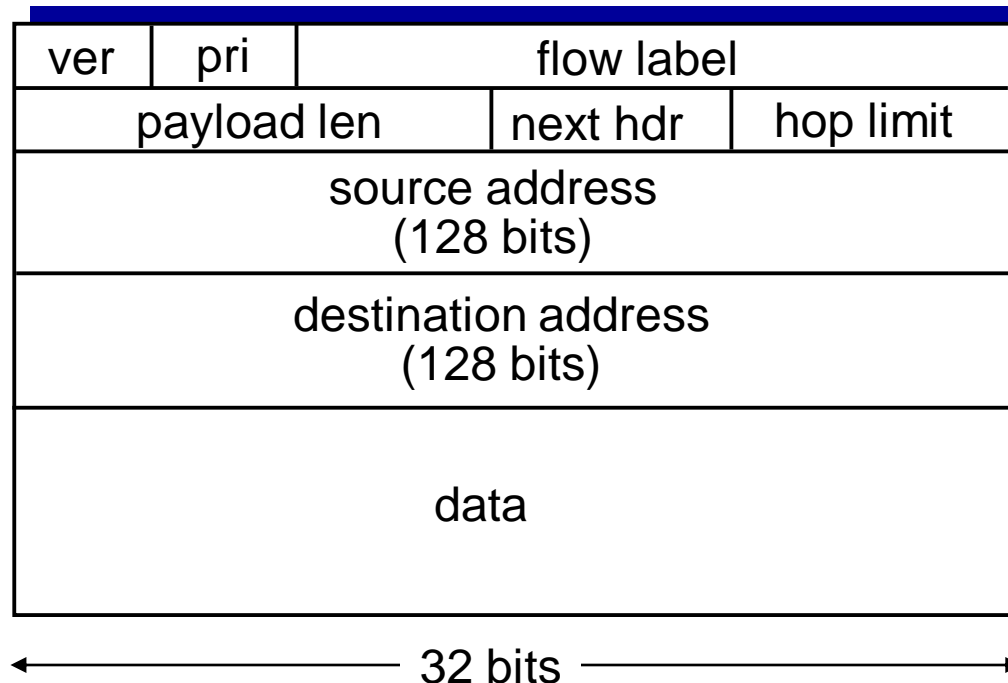 ver pri flow label
payload len next hdr hop limit
source address
(128 bits)
destination address
(128 bits)
data
32 bits